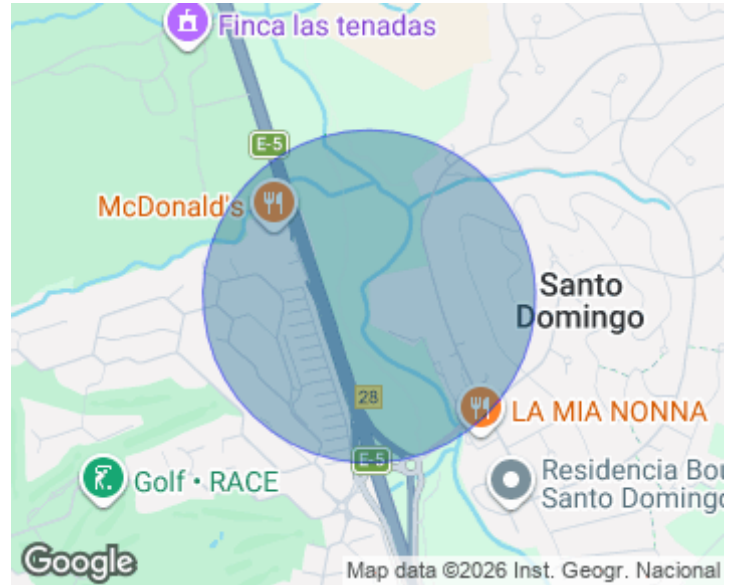 Finca las tenadas
E-5
McDonald's
Santo
Domingo
28
LA MIA NONNA
E-5
Golf • RACE
Residencia Bou
Santo Domingo
Google
Map data ©2026 Inst. Geogr. Nacional